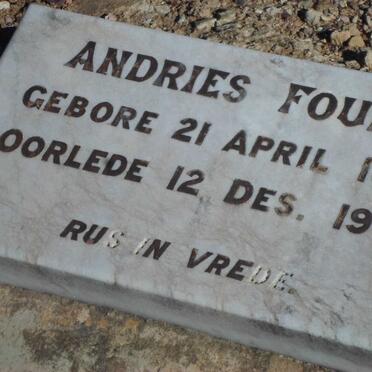 ANDRIES FOU
GEBORE 21 APRIL 1
OORLEDE 12 DES. 19
RUS IN VREDE.